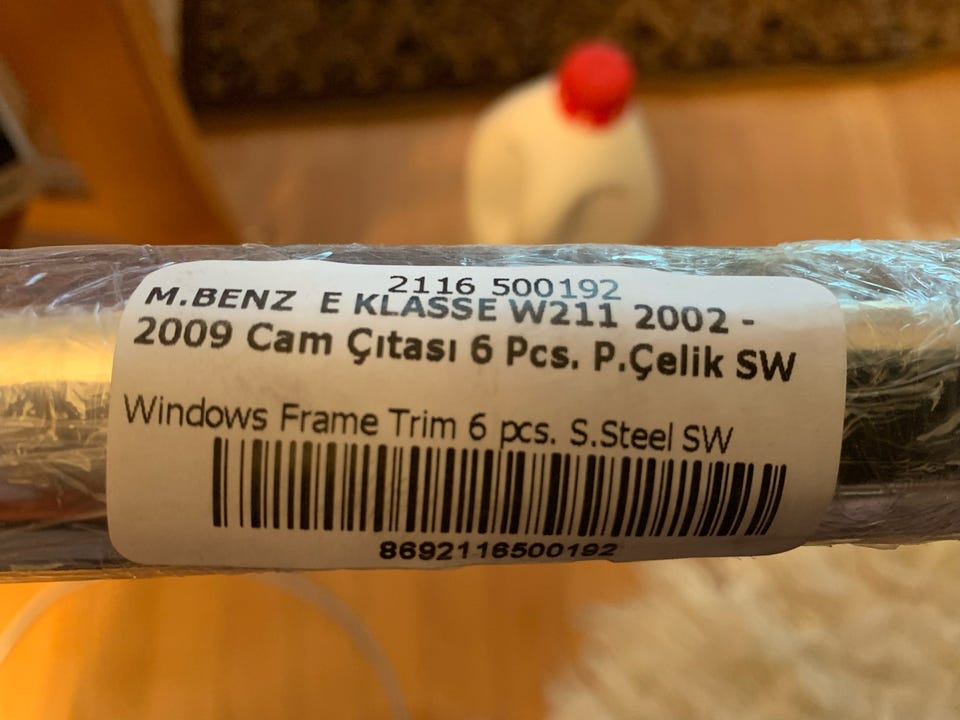 2116 500192
M.BENZ E KLASSE W211 2002 -
2009 Cam Çıtası 6 Pcs. P.Çelik SW
Windows Frame Trim 6 pcs. S.Steel SW
8692116500192